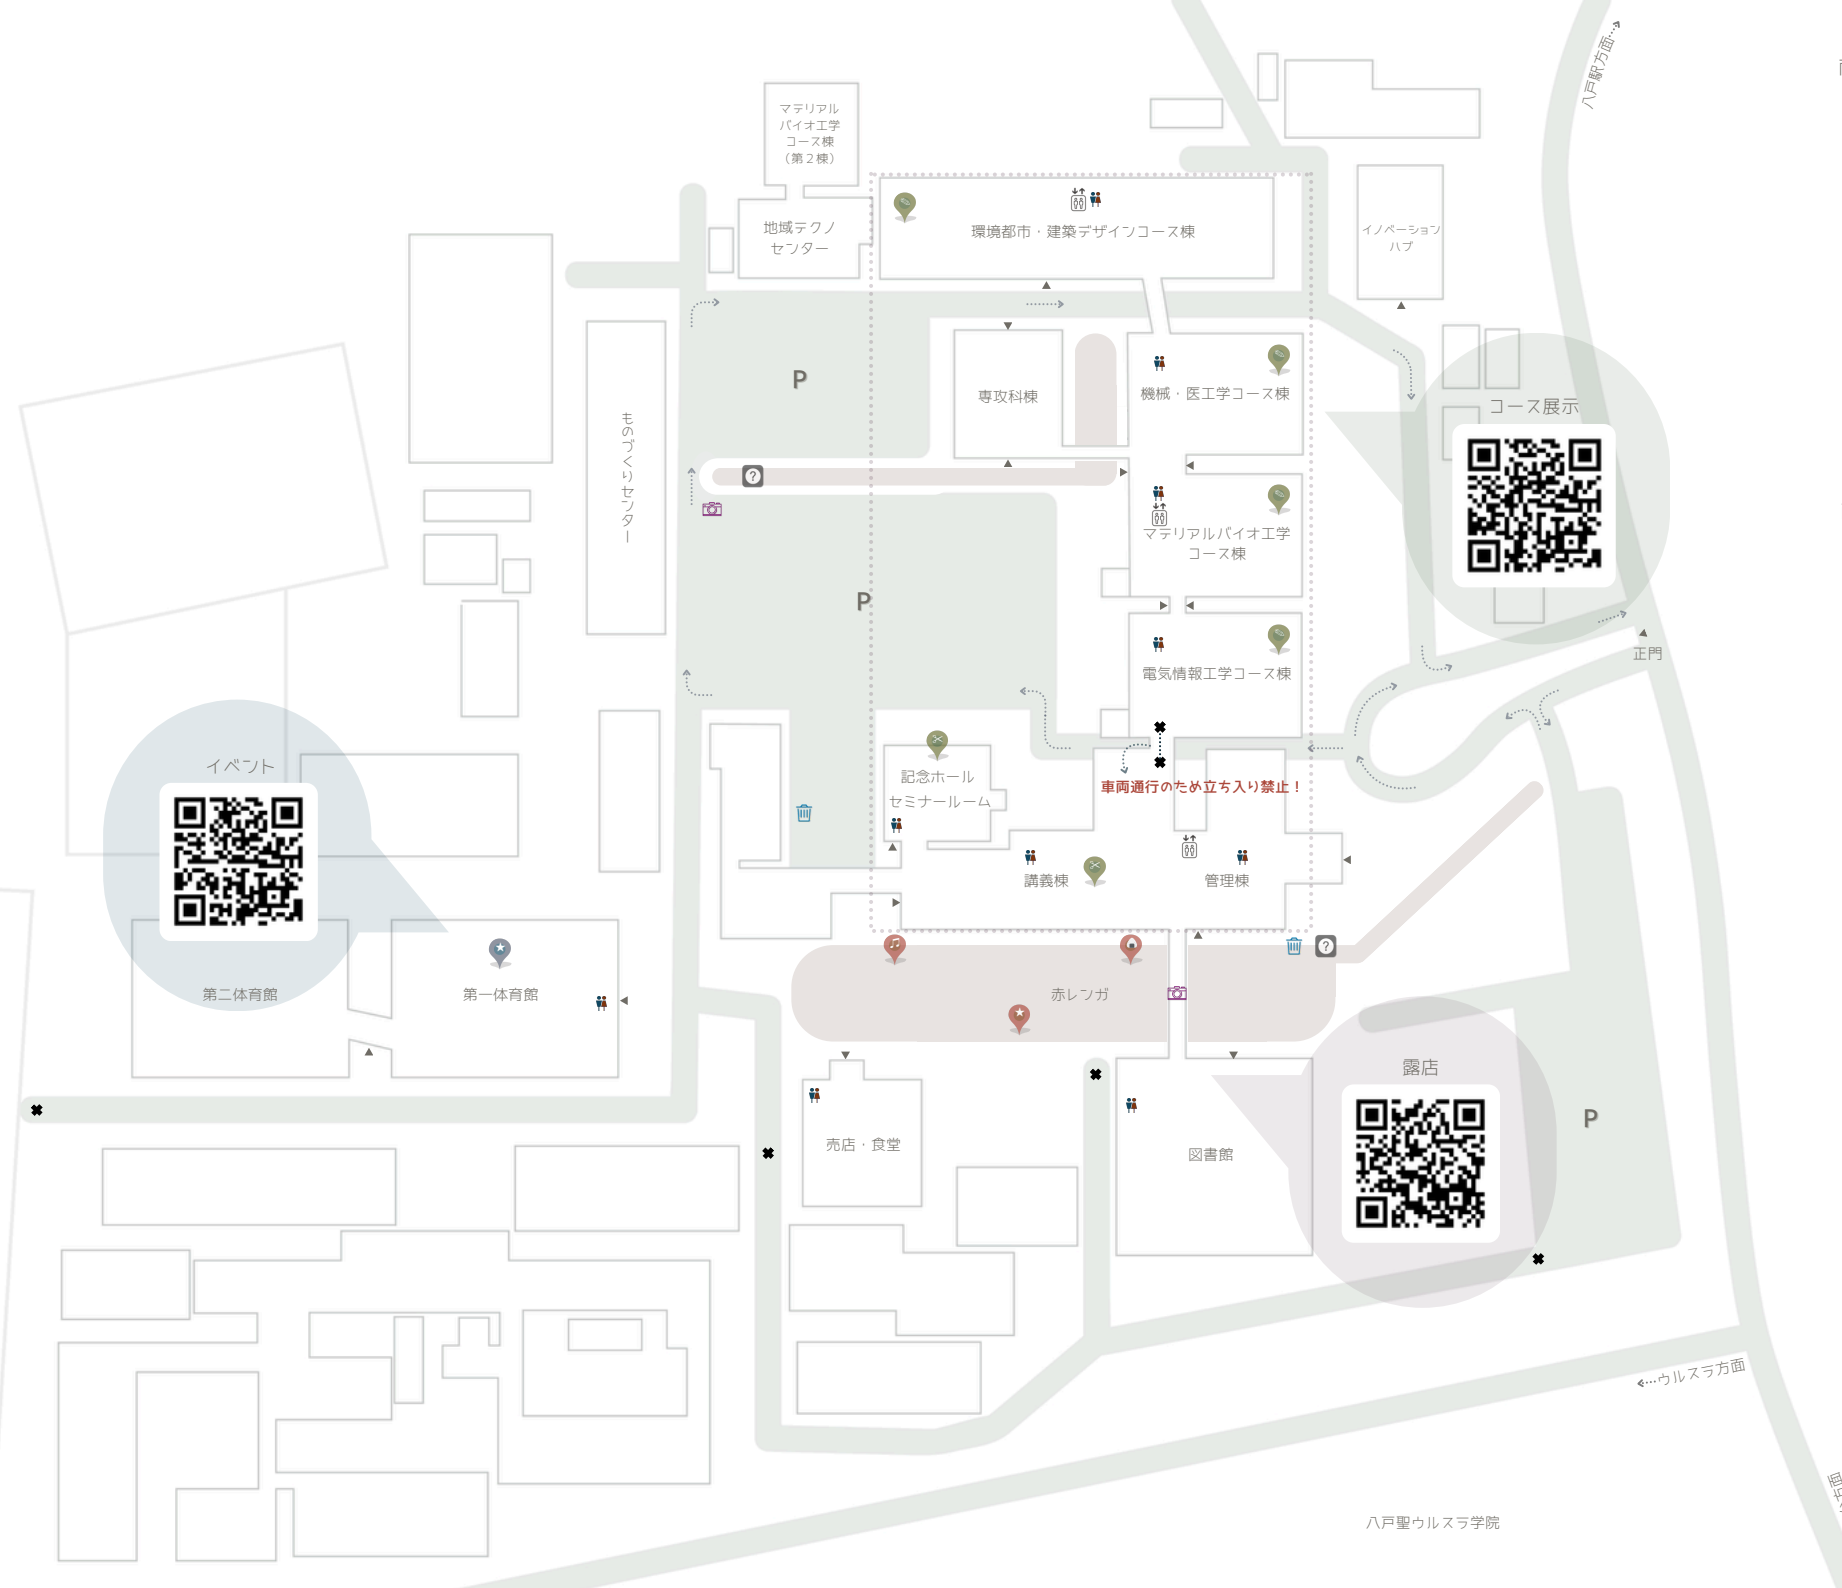 八戸駅方面
マテリアル
バイオ工学
コース棟
（第２棟）
地域テクノ
センター
環境都市・建築デザインコース棟
イノベーション
ハブ
P
専攻科棟
機械・医工学コース棟
コース展示
ものづくりセンター
?
マテリアルバイオ工学
コース棟
P
電気情報工学コース棟
正門
イベント
記念ホール
セミナールーム
車両通行のため立ち入り禁止！
講義棟
管理棟
?
第二体育館
第一体育館
赤レンガ
露店
P
売店・食堂
図書館
ウルスラ方面
八戸聖ウルスラ学院